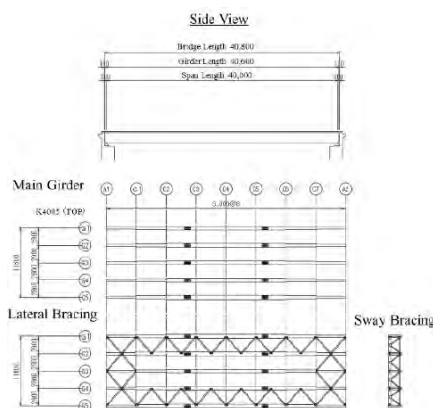 Side View
Bridge Length 40,800
Girder Length 40,600
Span Length 40,000
Main Girder
A1 C1 C2 C3 C4 C5 C6 C7 A2
K4005 (TOP)
G1
G2
G3
G4
G5
Lateral Bracing
Sway Bracing
G1
G2
G3
G4
G5